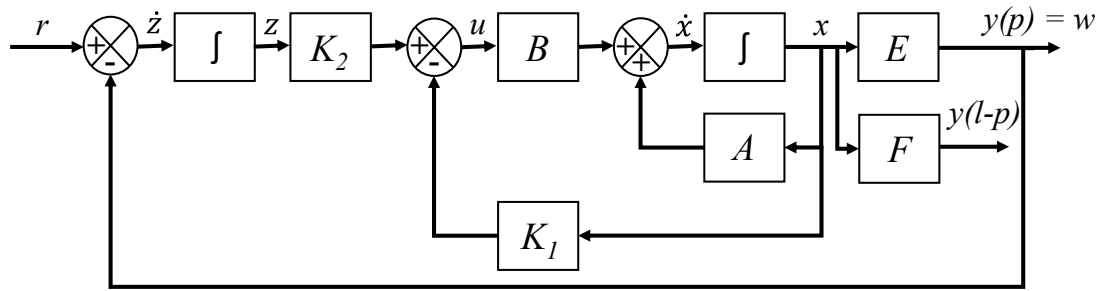 r
+
-
ż
∫
z
K₂
+
-
u
B
+
+
ẋ
∫
x
E
y(p) = w
A
F
y(l-p)
K₁